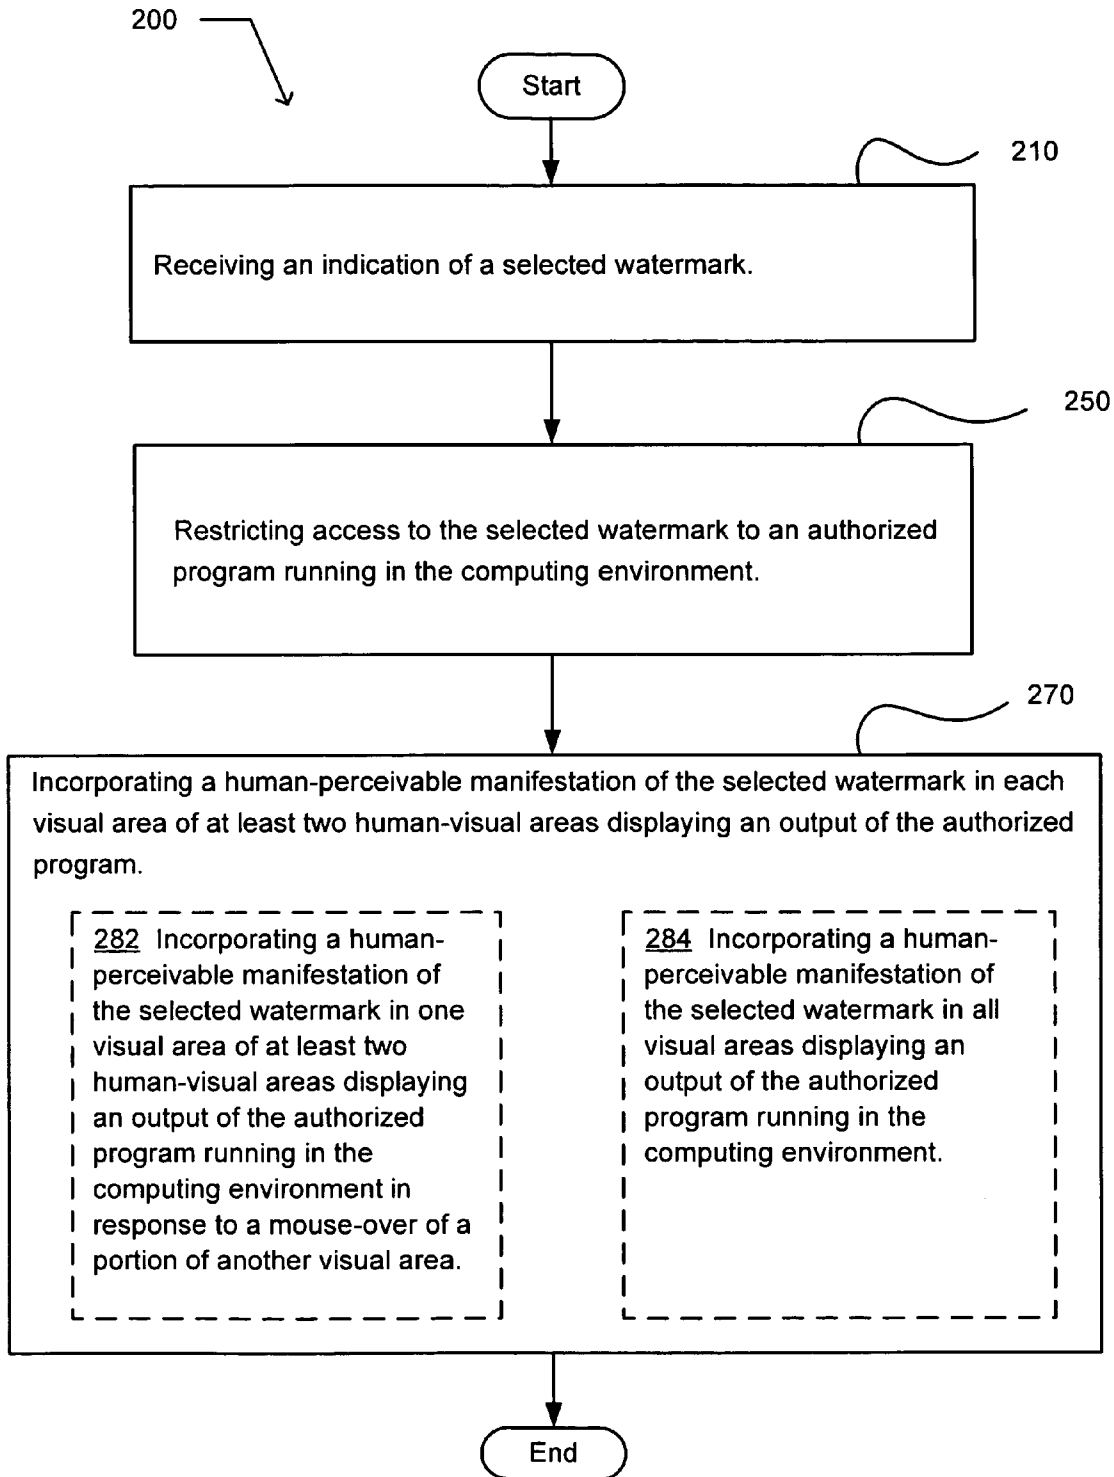 200
Start
210
Receiving an indication of a selected watermark.
250
Restricting access to the selected watermark to an authorized
program running in the computing environment.
270
Incorporating a human-perceivable manifestation of the selected watermark in each
visual area of at least two human-visual areas displaying an output of the authorized
program.
282 Incorporating a human-
perceivable manifestation of
the selected watermark in one
visual area of at least two
human-visual areas displaying
an output of the authorized
program running in the
computing environment in
response to a mouse-over of a
portion of another visual area.
284 Incorporating a human-
perceivable manifestation of
the selected watermark in all
visual areas displaying an
output of the authorized
program running in the
computing environment.
End